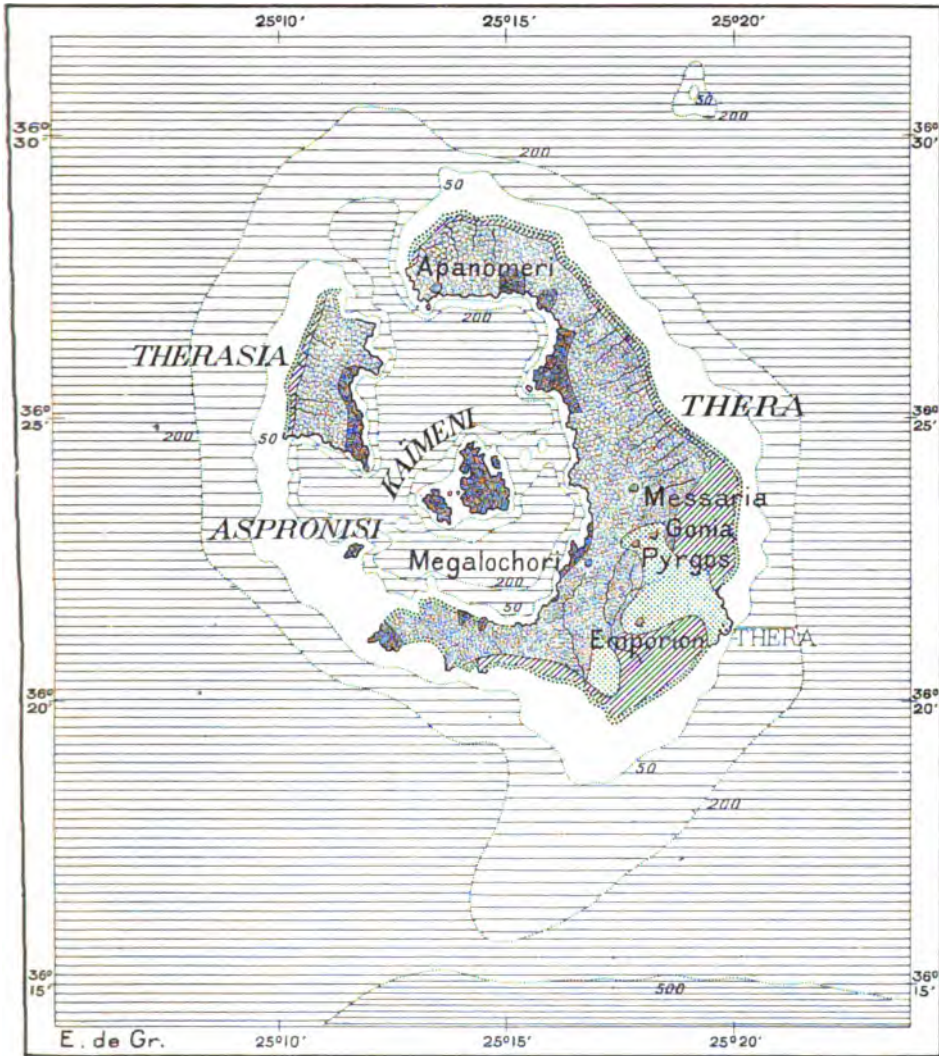 25°10′ 25°15′ 25°20′
50
200
36°
30′
36°
30′
200
50
Apanomeri
200
THERASIA
THERA
36°
25′
36°
25′
200
50
KAÏMENI
Messaria
Gonia
ASPRONISI
Pyrgos
Megalochori
200
50
Emporion
THERA
36°
20′
36°
20′
50
200
36°
15′
36°
15′
500
E. de Gr.
25°10′ 25°15′ 25°20′